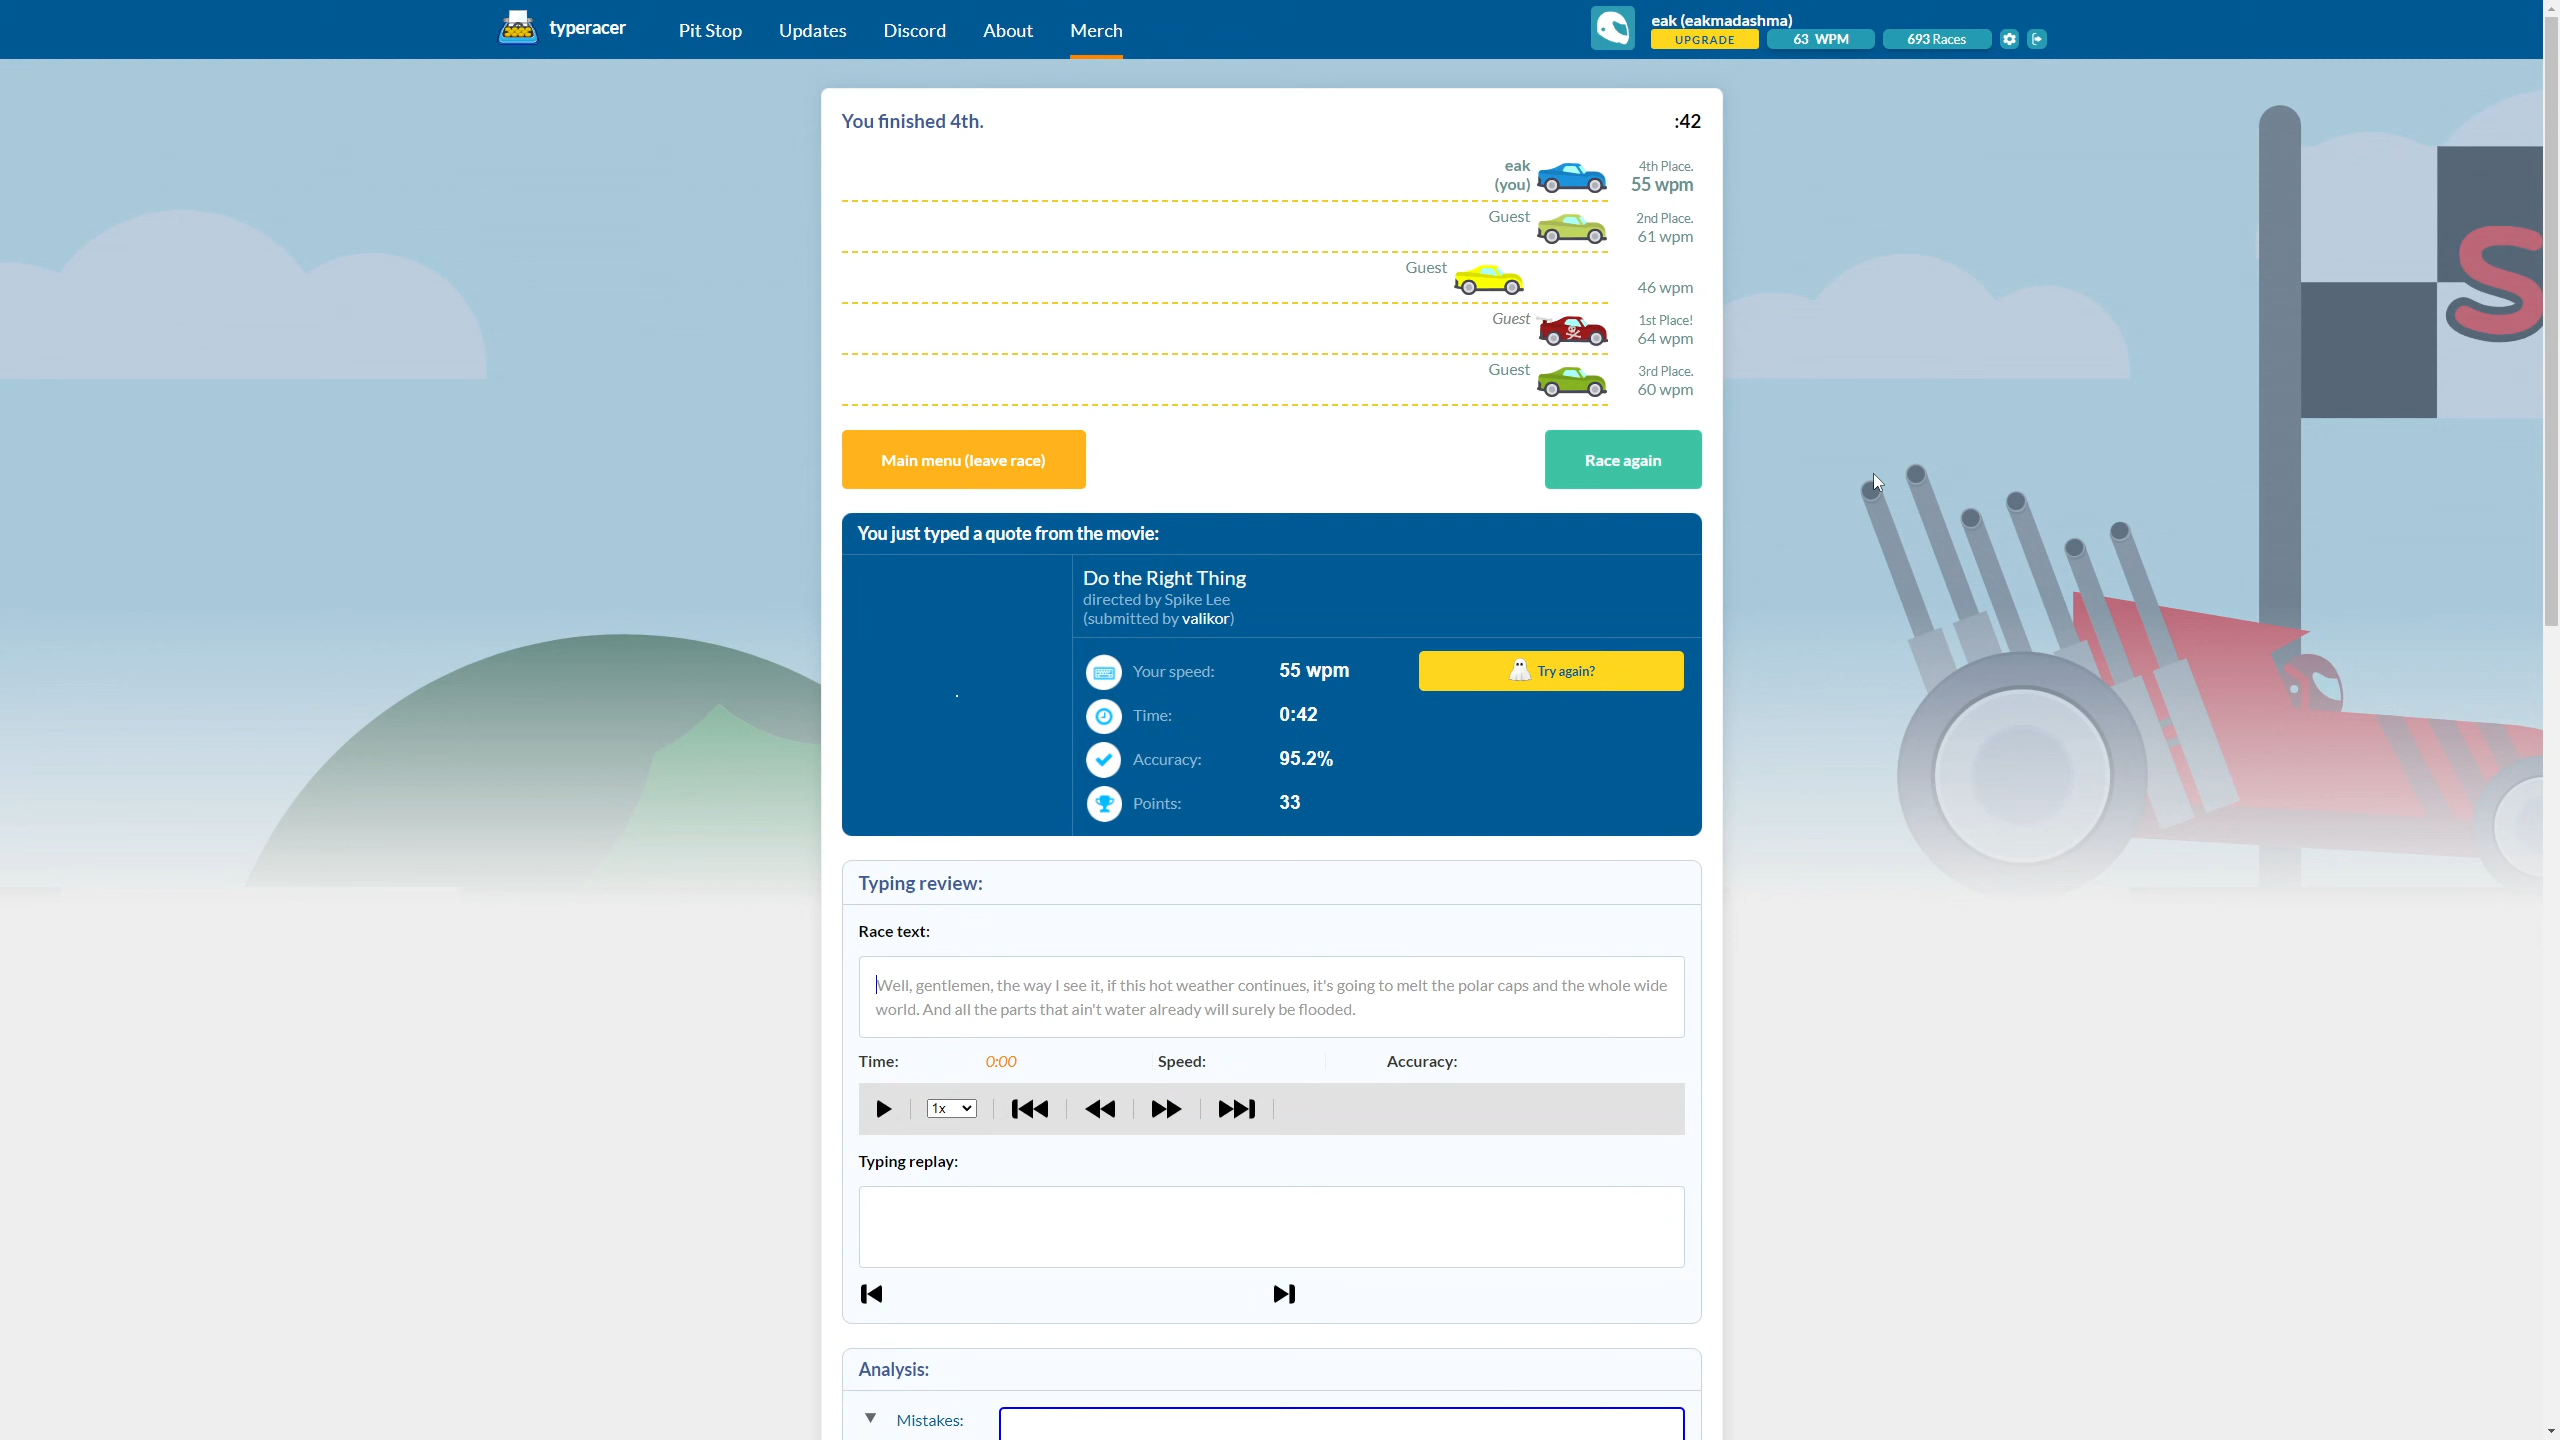 typeracer
Pit Stop
Updates
Discord
About
Merch
eak (eakmadashma)
UPGRADE
63 WPM
693 Races
You finished 4th.
:42
eak
(you)
4th Place.
55 wpm
Guest
2nd Place.
61 wpm
Guest
46 wpm
Guest
1st Place!
64 wpm
Guest
3rd Place.
60 wpm
Main menu (leave race)
Race again
S
You just typed a quote from the movie:
Do the Right Thing
directed by Spike Lee
(submitted by valikor)
Your speed:
55 wpm
Try again?
Time:
0:42
Accuracy:
95.2%
Points:
33
Typing review:
Race text:
Well, gentlemen, the way I see it, if this hot weather continues, it's going to melt the polar caps and the whole wide
world. And all the parts that ain't water already will surely be flooded.
Time:
0:00
Speed:
Accuracy:
1x
Typing replay:
Analysis:
Mistakes: